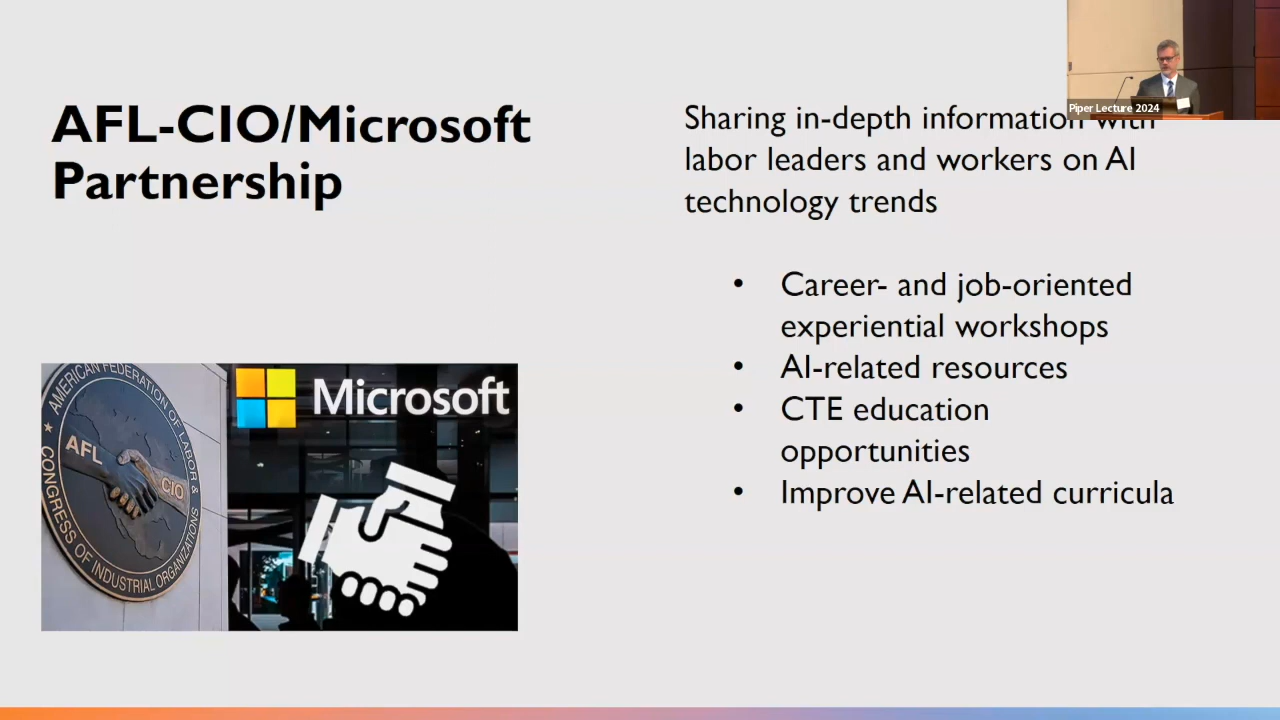 AFL-CIO/Microsoft
Partnership
Sharing in-depth information with
labor leaders and workers on AI
technology trends
• Career- and job-oriented
experiential workshops
• AI-related resources
• CTE education
opportunities
• Improve AI-related curricula
AMERICAN FEDERATION OF LABOR &
CONGRESS OF INDUSTRIAL ORGANIZATIONS
AFL
CIO
Microsoft
Piper Lecture 2024